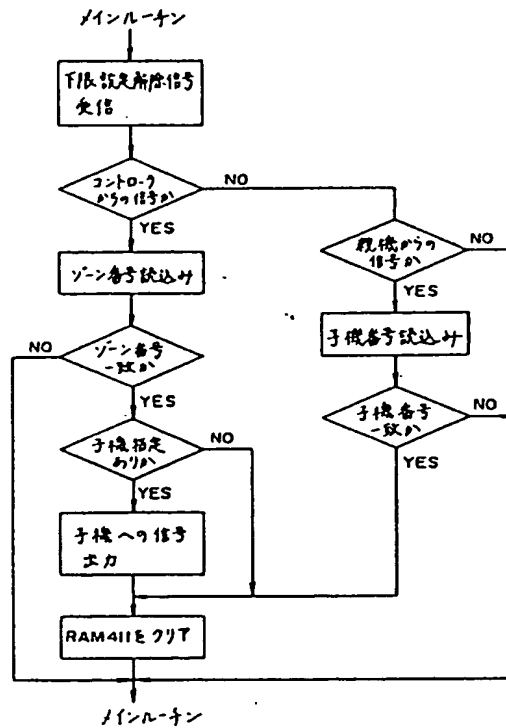 メインルーチン
下限設定解除信号
受信
コントローラ
からの信号か
NO
YES
ゾーン番号読込み
親機からの
信号か
NO
YES
子機番号読込み
ゾーン番号
一致か
NO
YES
子機番号
一致か
NO
YES
子機指定
ありか
NO
YES
子機への信号
出力
RAM411をクリア
メインルーチン